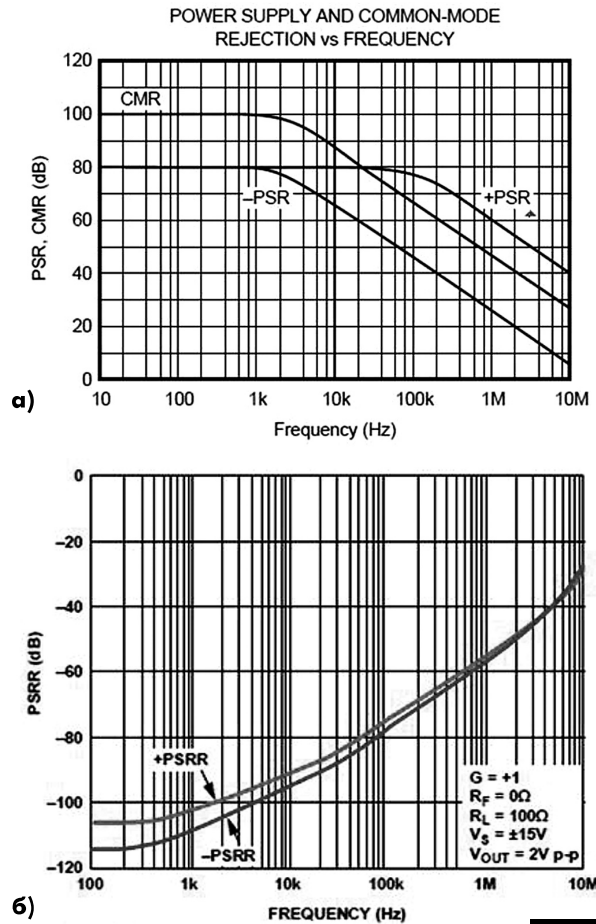 POWER SUPPLY AND COMMON-MODE
REJECTION vs FREQUENCY
120
100
80
60
40
20
0
PSR, CMR (dB)
CMR
–PSR
+PSR
10 100 1k 10k 100k 1M 10M
Frequency (Hz)
а)
0
–20
–40
–60
–80
–100
–120
PSRR (dB)
+PSRR
–PSRR
G = +1
R_F = 0Ω
R_L = 100Ω
V_S = ±15V
V_OUT = 2V p-p
100 1k 10k 100k 1M 10M
FREQUENCY (Hz)
б)